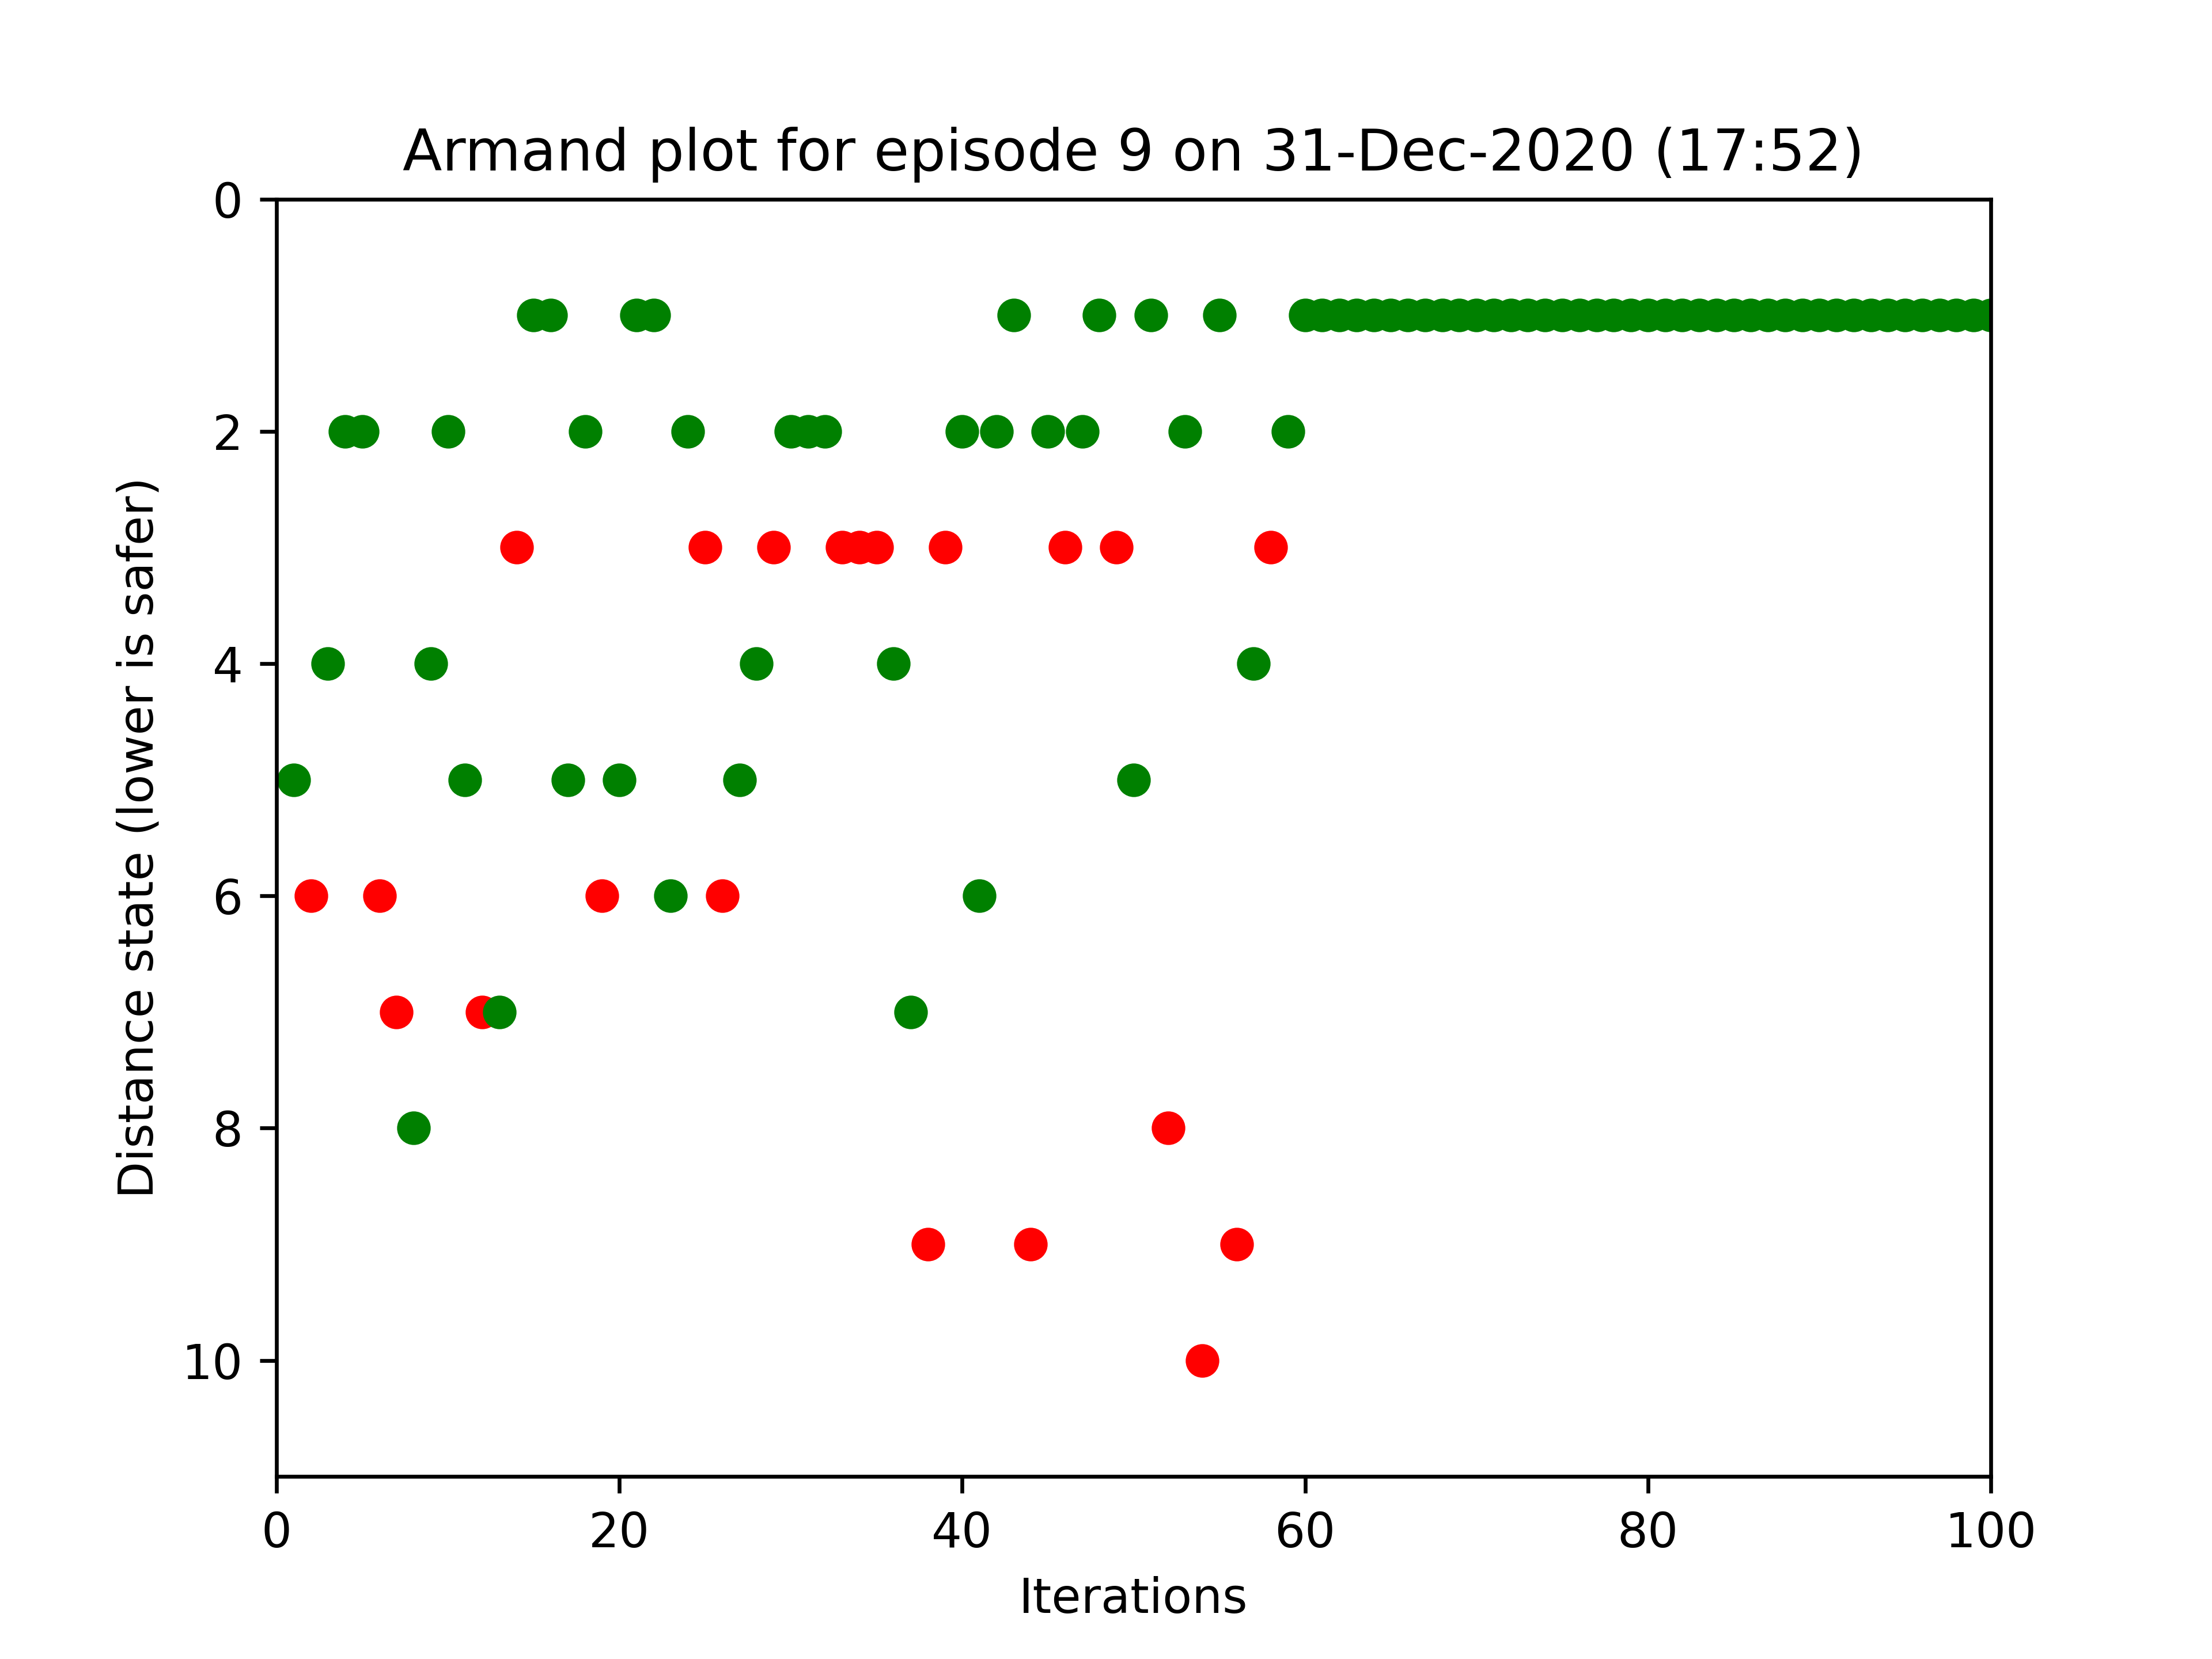 Armand plot for episode 9 on 31-Dec-2020 (17:52)
0
2
4
6
8
10
Distance state (lower is safer)
0 20 40 60 80 100
Iterations